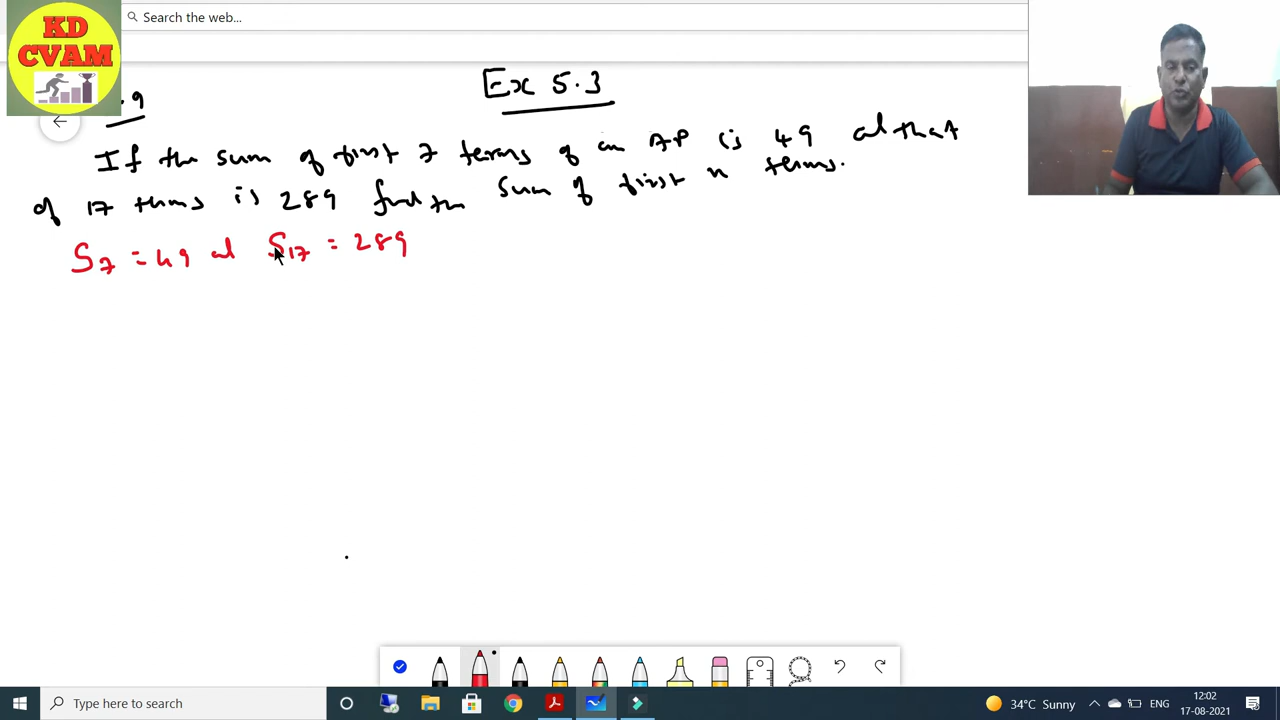 KD
CVAM
Search the web...
Ex 5.3
.9
If the sum of first 7 terms of an AP is 49 and that
of 17 terms is 289 find the sum of first n terms.
S7 = 49 and S17 = 289
Type here to search
34°C Sunny
ENG
12:02
17-08-2021